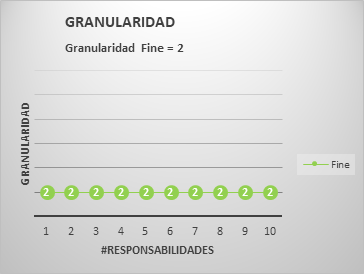 GRANULARIDAD
Granularidad Fine = 2
GRANULARIDAD
2 2 2 2 2 2 2 2 2 2
Fine
1 2 3 4 5 6 7 8 9 10
#RESPONSABILIDADES